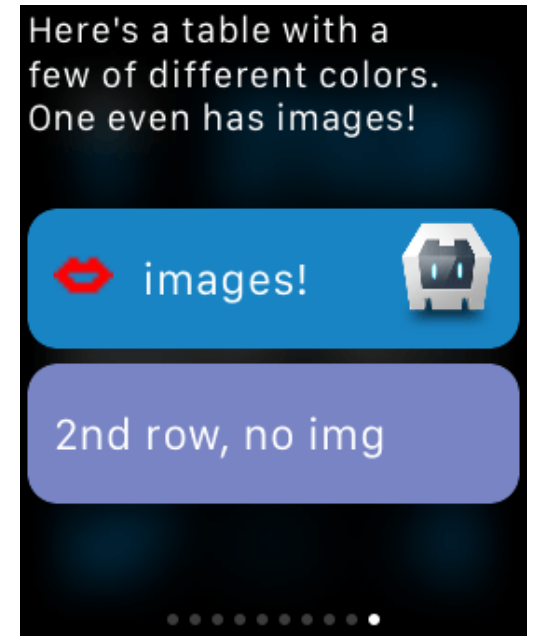 Here's a table with a
few of different colors.
One even has images!
images!
2nd row, no img